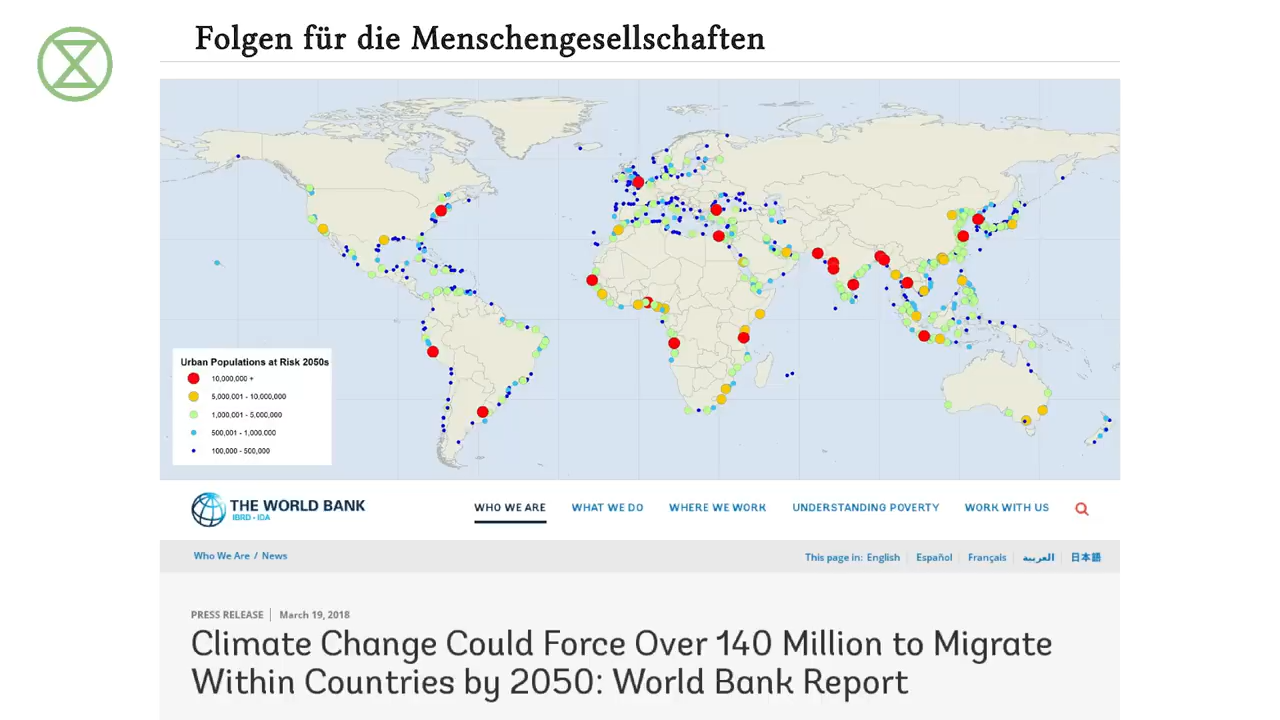 Folgen für die Menschengesellschaften
Urban Populations at Risk 2050s
10,000,000 +
5,000,001 - 10,000,000
1,000,001 - 5,000,000
500,001 - 1,000,000
100,000 - 500,000
THE WORLD BANK
IBRD • IDA
WHO WE ARE
WHAT WE DO
WHERE WE WORK
UNDERSTANDING POVERTY
WORK WITH US
Who We Are / News
This page in: English | Español | Français | العربية | 日本語
PRESS RELEASE | March 19, 2018
Climate Change Could Force Over 140 Million to Migrate
Within Countries by 2050: World Bank Report